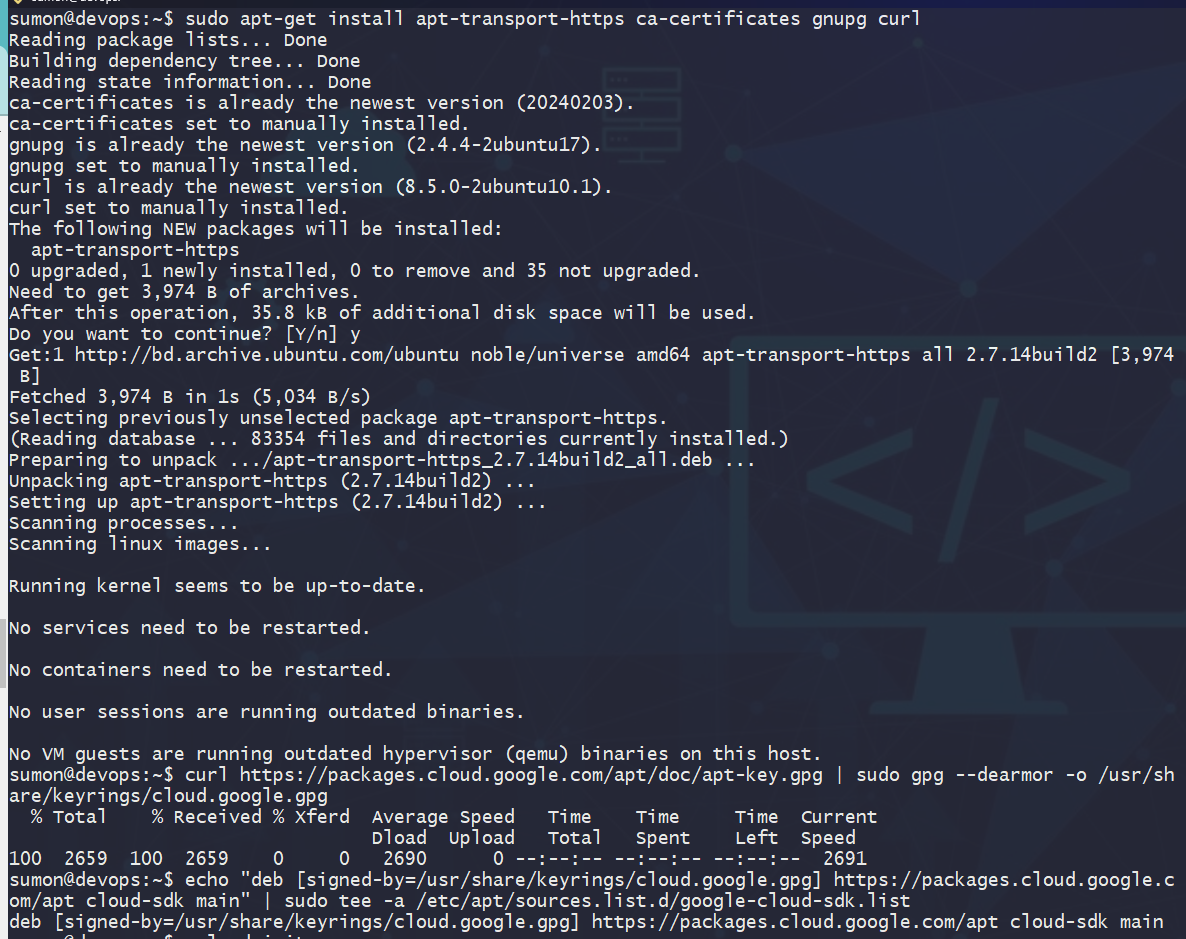 sumon@devops:~$ sudo apt-get install apt-transport-https ca-certificates gnupg curl
Reading package lists... Done
Building dependency tree... Done
Reading state information... Done
ca-certificates is already the newest version (20240203).
ca-certificates set to manually installed.
gnupg is already the newest version (2.4.4-2ubuntu17).
gnupg set to manually installed.
curl is already the newest version (8.5.0-2ubuntu10.1).
curl set to manually installed.
The following NEW packages will be installed:
  apt-transport-https
0 upgraded, 1 newly installed, 0 to remove and 35 not upgraded.
Need to get 3,974 B of archives.
After this operation, 35.8 kB of additional disk space will be used.
Do you want to continue? [Y/n] y
Get:1 http://bd.archive.ubuntu.com/ubuntu noble/universe amd64 apt-transport-https all 2.7.14build2 [3,974
 B]
Fetched 3,974 B in 1s (5,034 B/s)
Selecting previously unselected package apt-transport-https.
(Reading database ... 83354 files and directories currently installed.)
Preparing to unpack .../apt-transport-https_2.7.14build2_all.deb ...
Unpacking apt-transport-https (2.7.14build2) ...
Setting up apt-transport-https (2.7.14build2) ...
Scanning processes...
Scanning linux images...
Running kernel seems to be up-to-date.
No services need to be restarted.
No containers need to be restarted.
No user sessions are running outdated binaries.
No VM guests are running outdated hypervisor (qemu) binaries on this host.
sumon@devops:~$ curl https://packages.cloud.google.com/apt/doc/apt-key.gpg | sudo gpg --dearmor -o /usr/sh
are/keyrings/cloud.google.gpg
  % Total    % Received % Xferd  Average Speed   Time    Time     Time  Current
                                 Dload  Upload   Total   Spent    Left  Speed
100  2659  100  2659    0     0   2690      0 --:--:-- --:--:-- --:--:--  2691
sumon@devops:~$ echo "deb [signed-by=/usr/share/keyrings/cloud.google.gpg] https://packages.cloud.google.c
om/apt cloud-sdk main" | sudo tee -a /etc/apt/sources.list.d/google-cloud-sdk.list
deb [signed-by=/usr/share/keyrings/cloud.google.gpg] https://packages.cloud.google.com/apt cloud-sdk main